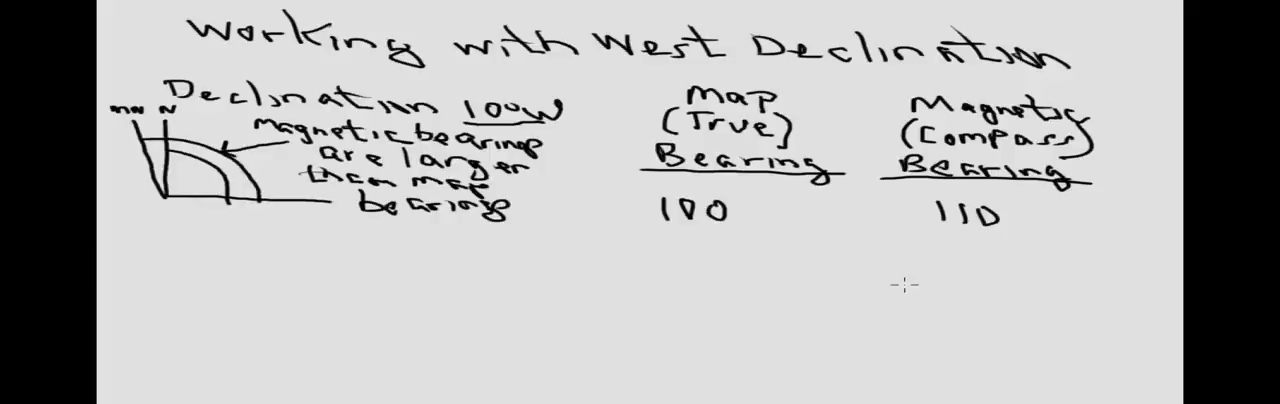 Working with West Declination
Declination 100W
mn N
Magnetic bearings
are larger
than map
bearings
Map
(True)
Bearing
100
Magnetic
(Compass)
Bearing
110